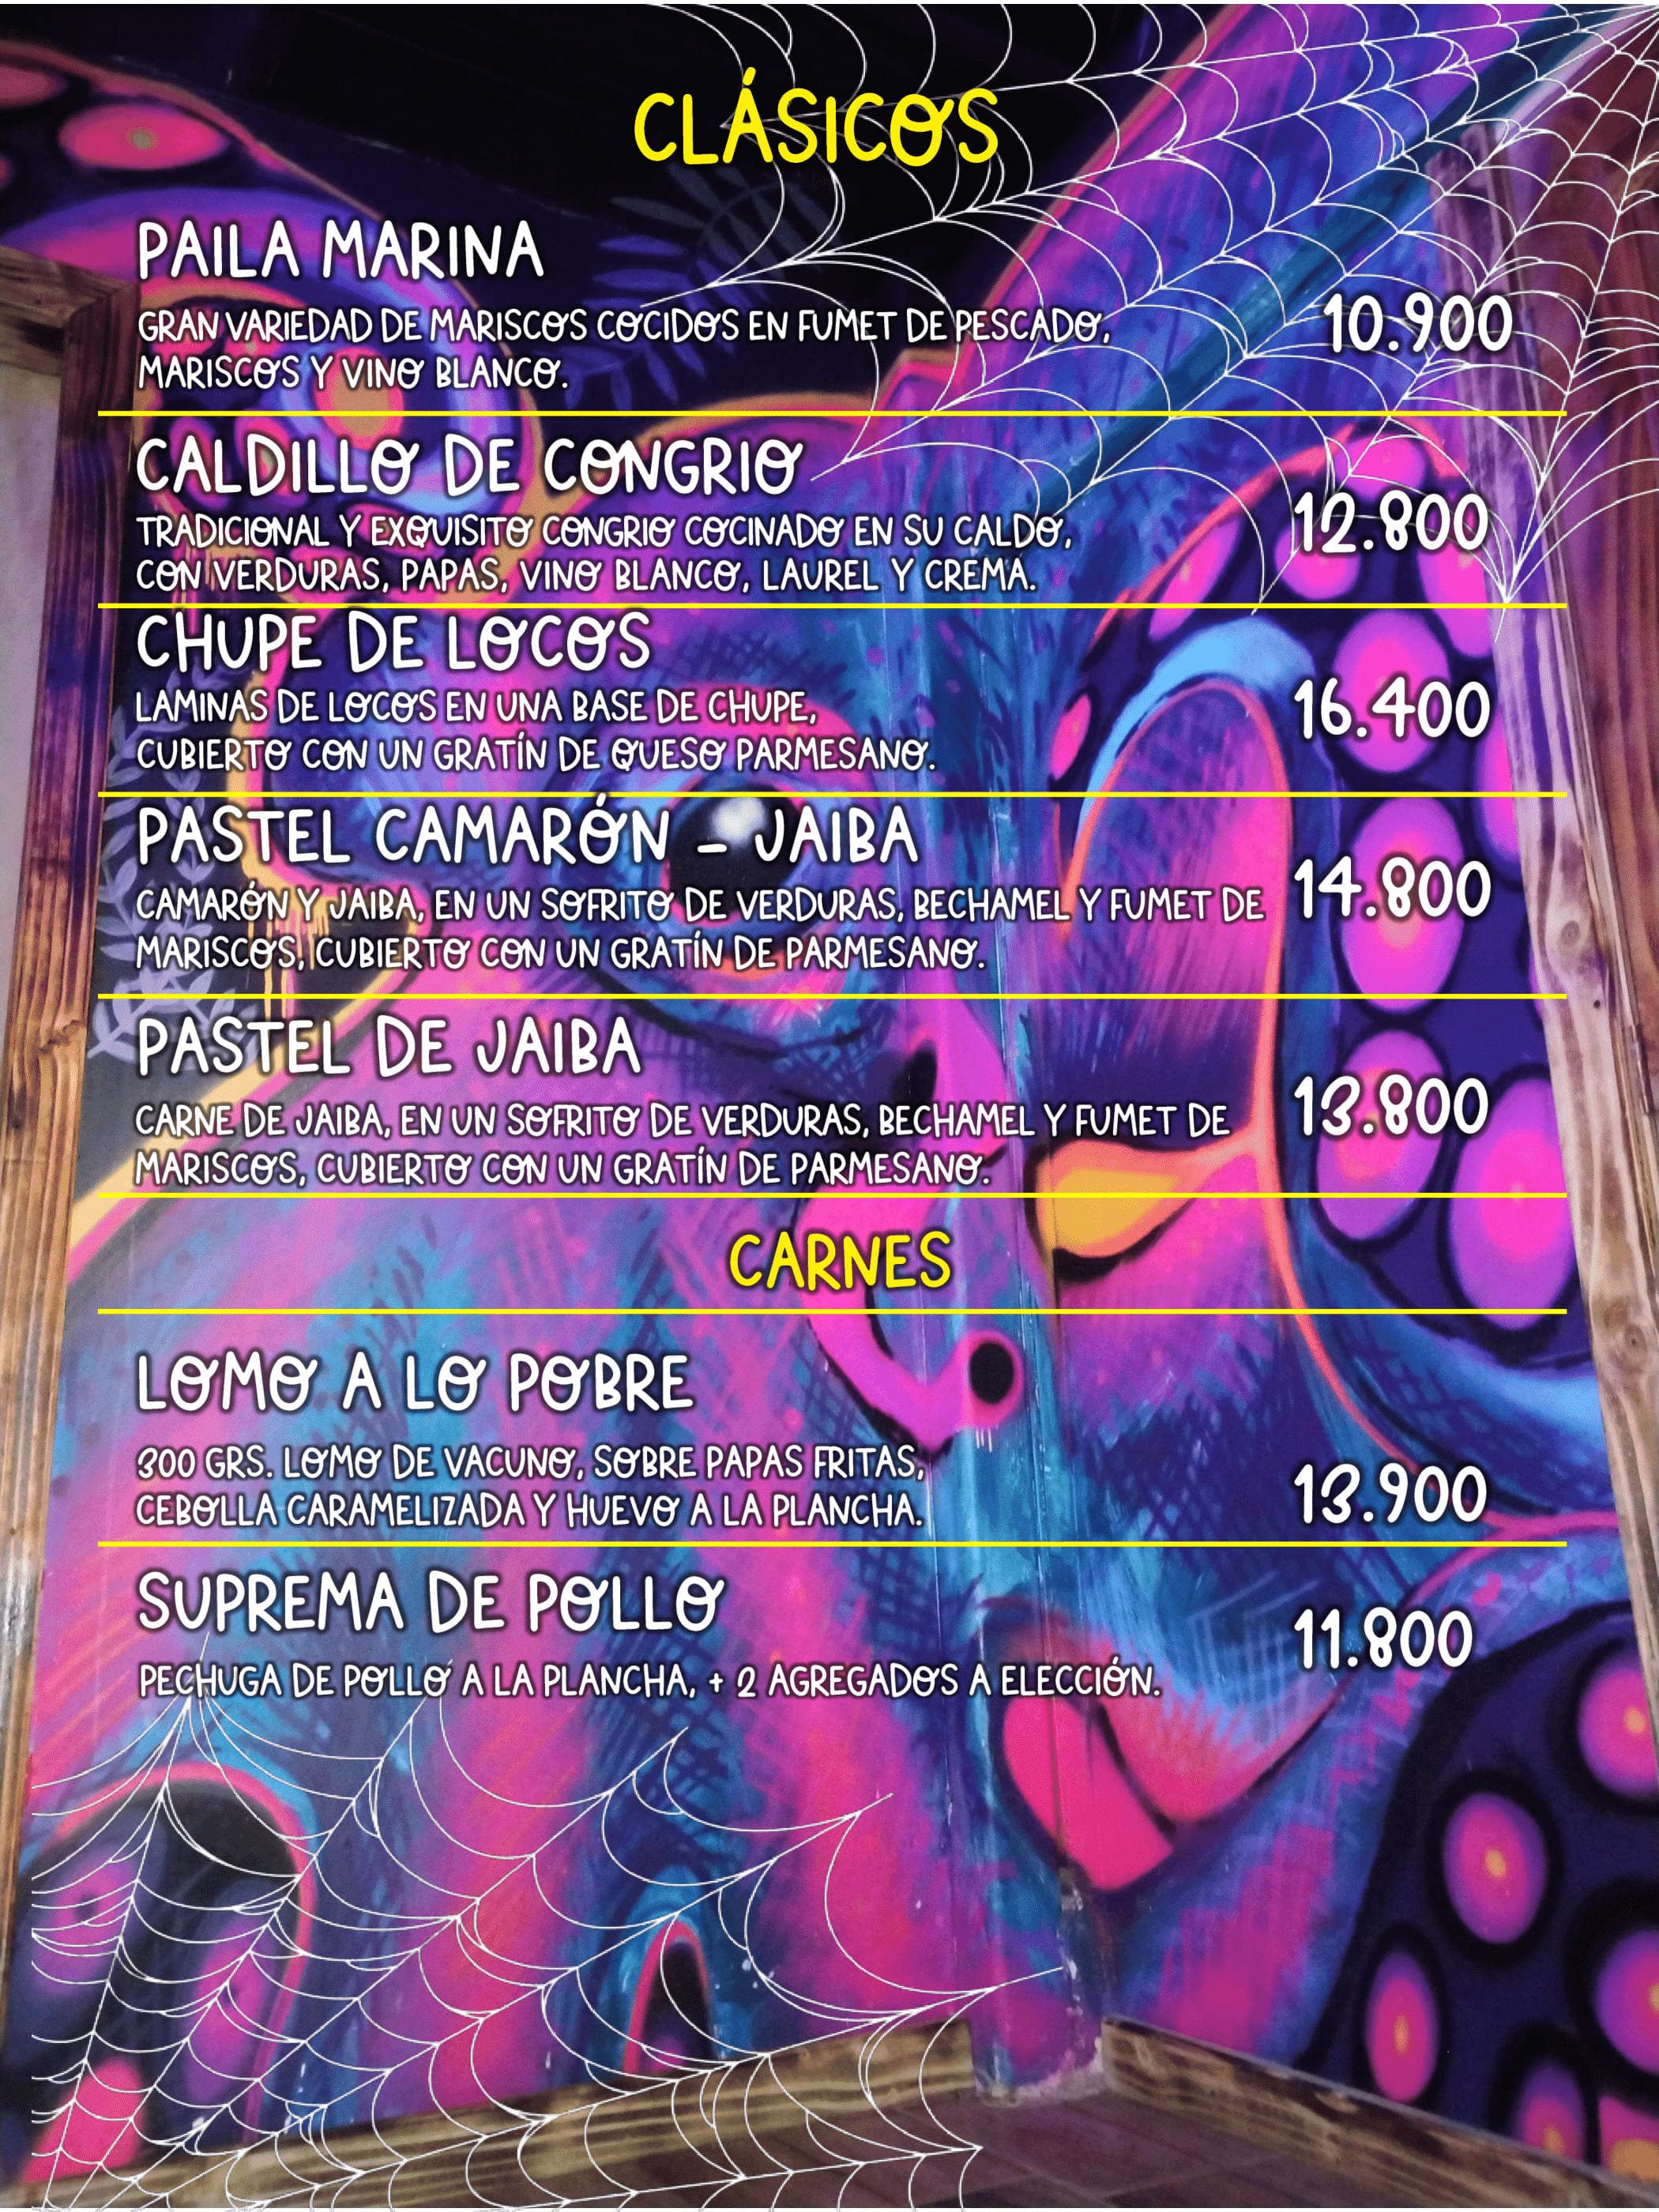 CLÁSICOS
PAILA MARINA
GRAN VARIEDAD DE MARISCOS COCIDOS EN FUMET DE PESCADO,
MARISCOS Y VINO BLANCO.
10.900
CALDILLO DE CONGRIO
TRADICIONAL Y EXQUISITO CONGRIO COCINADO EN SU CALDO,
CON VERDURAS, PAPAS, VINO BLANCO, LAUREL Y CREMA.
12.800
CHUPE DE LOCOS
LAMINAS DE LOCOS EN UNA BASE DE CHUPE,
CUBIERTO CON UN GRATÍN DE QUESO PARMESANO.
16.400
PASTEL CAMARÓN - JAIBA
CAMARÓN Y JAIBA, EN UN SOFRITO DE VERDURAS, BECHAMEL Y FUMET DE
MARISCOS, CUBIERTO CON UN GRATÍN DE PARMESANO.
14.800
PASTEL DE JAIBA
CARNE DE JAIBA, EN UN SOFRITO DE VERDURAS, BECHAMEL Y FUMET DE
MARISCOS, CUBIERTO CON UN GRATÍN DE PARMESANO.
13.800
CARNES
LOMO A LO POBRE
300 GRS. LOMO DE VACUNO, SOBRE PAPAS FRITAS,
CEBOLLA CARAMELIZADA Y HUEVO A LA PLANCHA.
13.900
SUPREMA DE POLLO
PECHUGA DE POLLO A LA PLANCHA, + 2 AGREGADOS A ELECCIÓN.
11.800